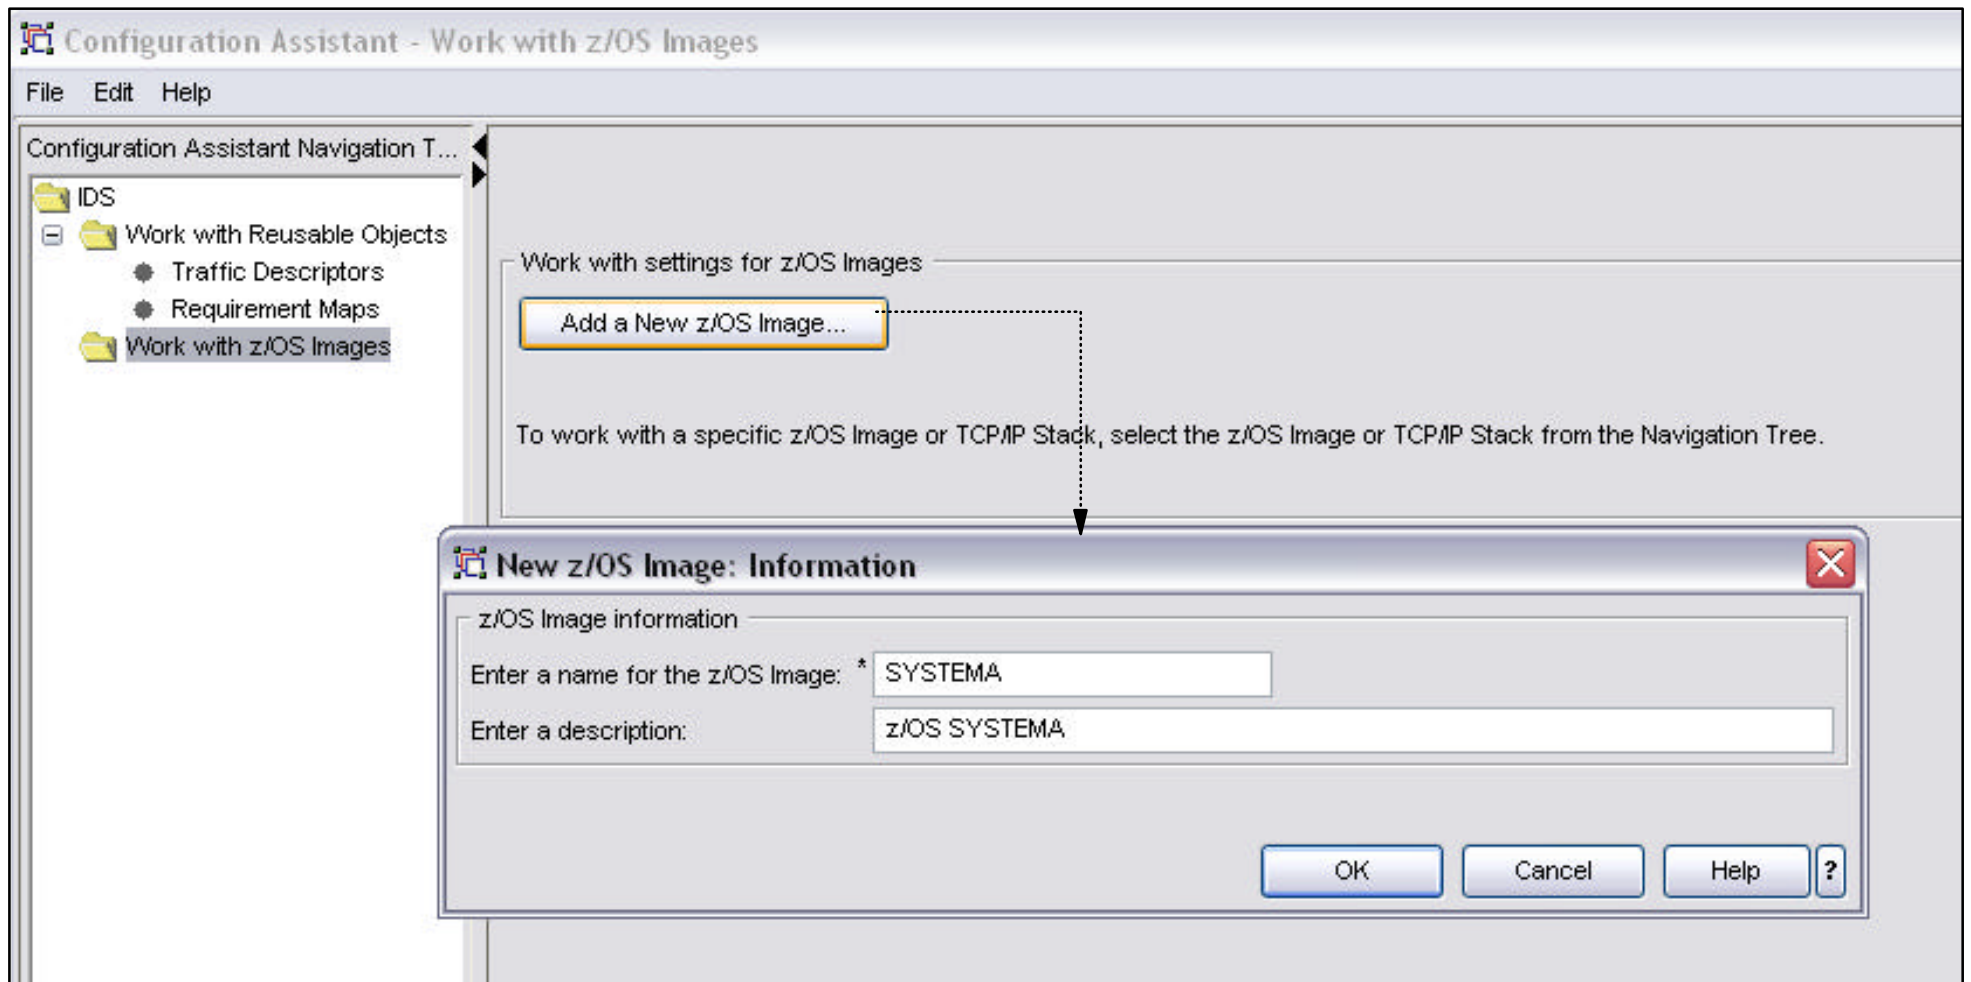 Configuration Assistant - Work with z/OS Images
File Edit Help
Configuration Assistant Navigation T...
IDS
Work with Reusable Objects
Traffic Descriptors
Requirement Maps
Work with z/OS Images
Work with settings for z/OS Images
Add a New z/OS Image...
To work with a specific z/OS Image or TCP/IP Stack, select the z/OS Image or TCP/IP Stack from the Navigation Tree.
New z/OS Image: Information
z/OS Image information
Enter a name for the z/OS Image: * SYSTEMA
Enter a description: z/OS SYSTEMA
OK Cancel Help ?